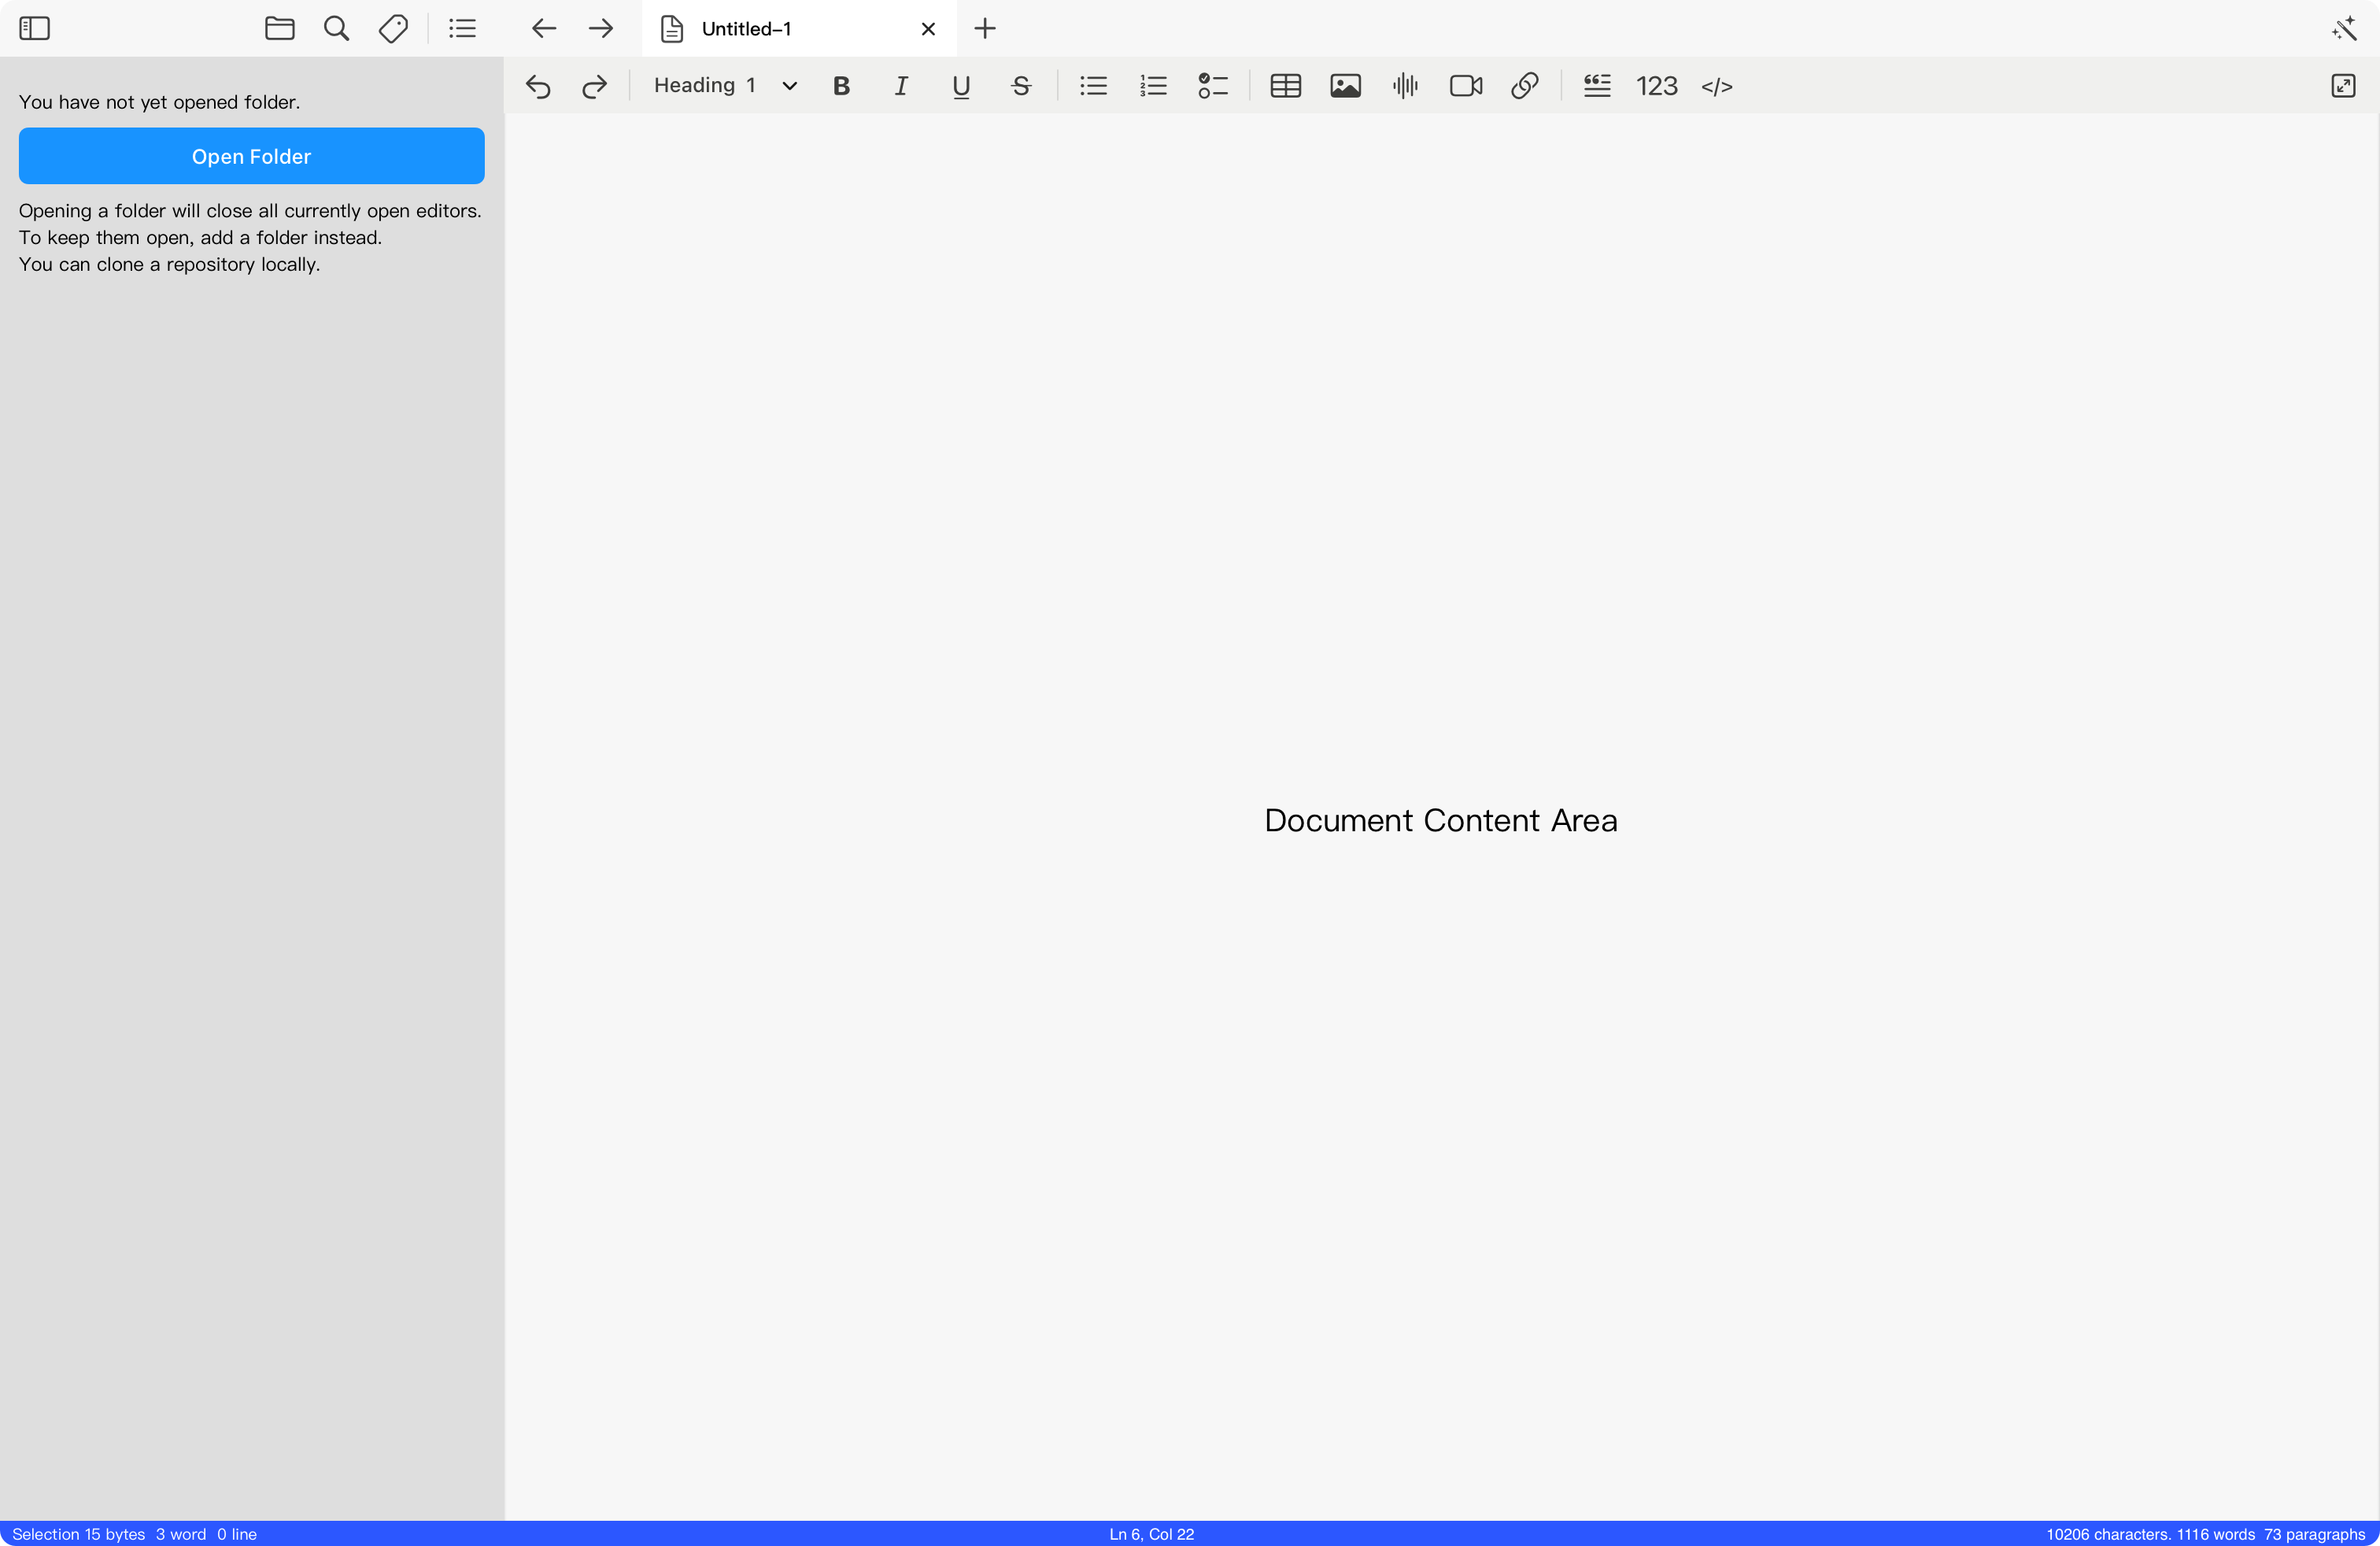 Untitled-1
You have not yet opened folder.
Open Folder
Opening a folder will close all currently open editors.
To keep them open, add a folder instead.
You can clone a repository locally.
Heading 1
B I U S
123 </>
Document Content Area
Selection 15 bytes 3 word 0 line
Ln 6, Col 22
10206 characters. 1116 words 73 paragraphs